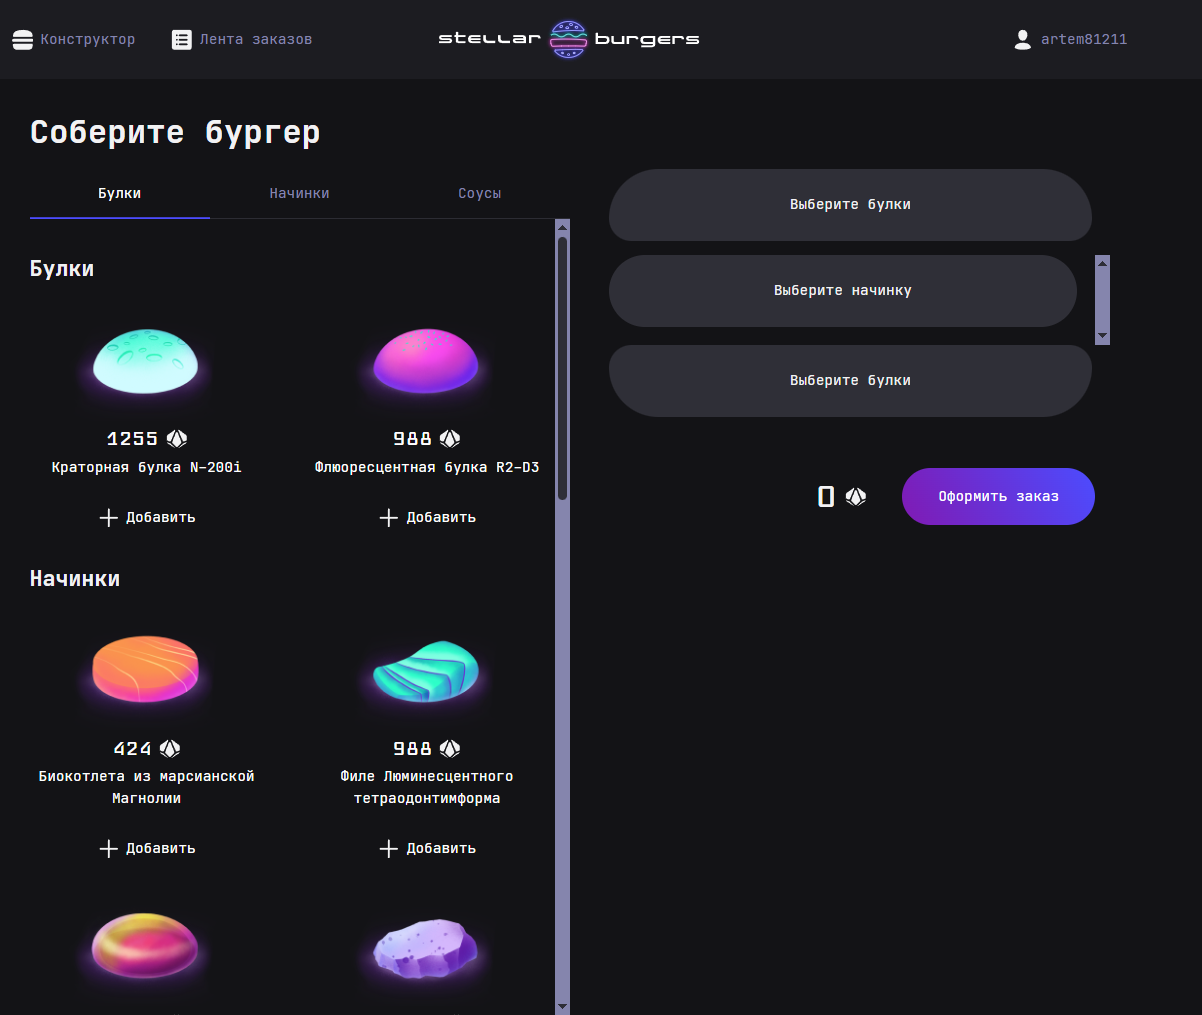 Конструктор
Лента заказов
stellar burgers
artem81211
Соберите бургер
Булки
Начинки
Соусы
Булки
1255
Краторная булка N-200i
Добавить
988
Флюоресцентная булка R2-D3
Добавить
Начинки
424
Биокотлета из марсианской
Магнолии
Добавить
988
Филе Люминесцентного
тетраодонтимформа
Добавить
Выберите булки
Выберите начинку
Выберите булки
0
Оформить заказ